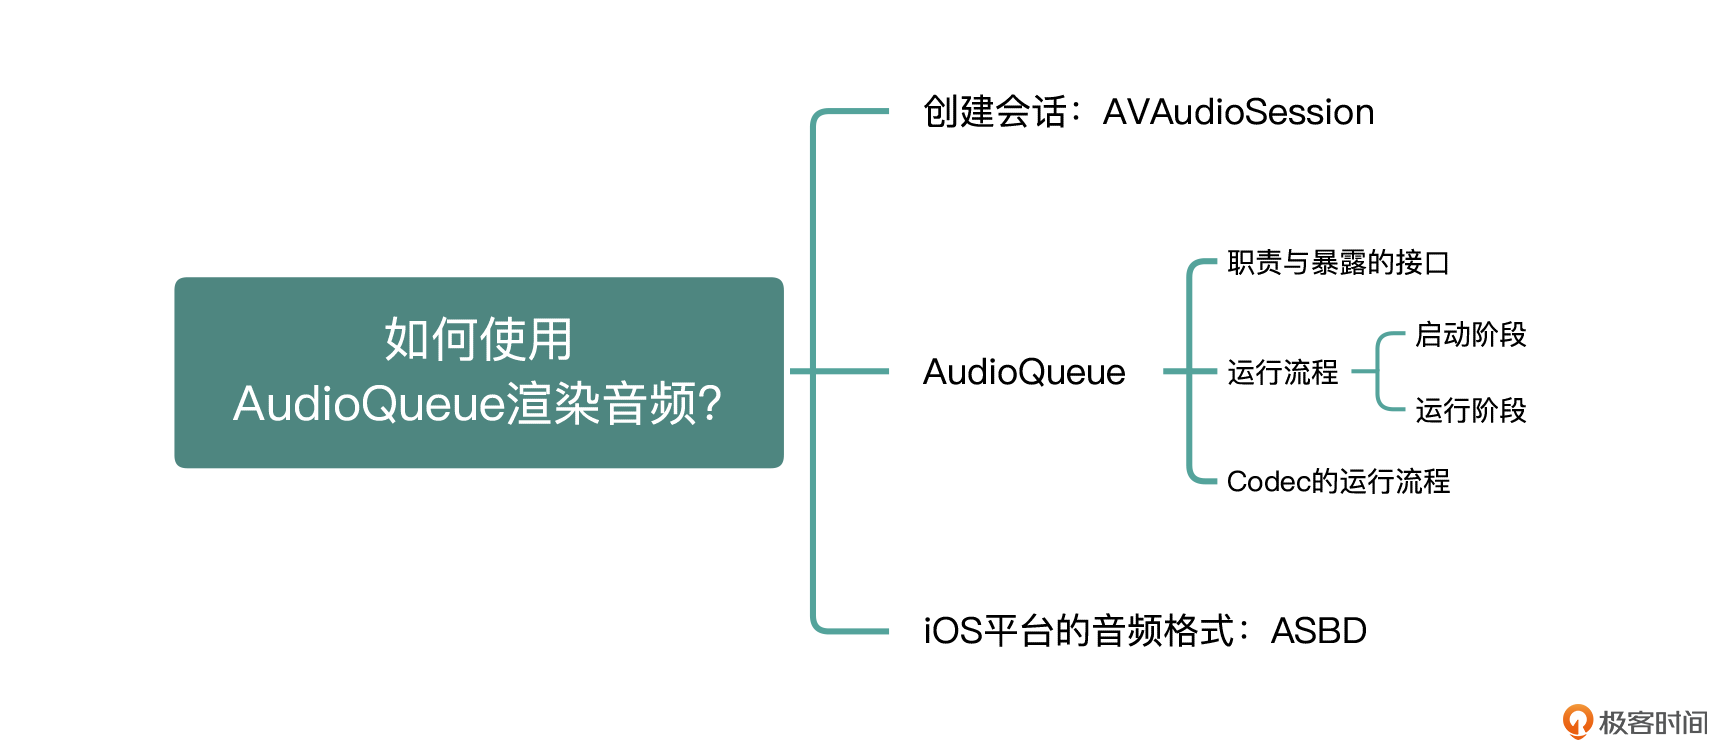 如何使用
AudioQueue渲染音频？
创建会话：AVAudioSession
AudioQueue
职责与暴露的接口
运行流程
启动阶段
运行阶段
Codec的运行流程
iOS平台的音频格式：ASBD
极客时间